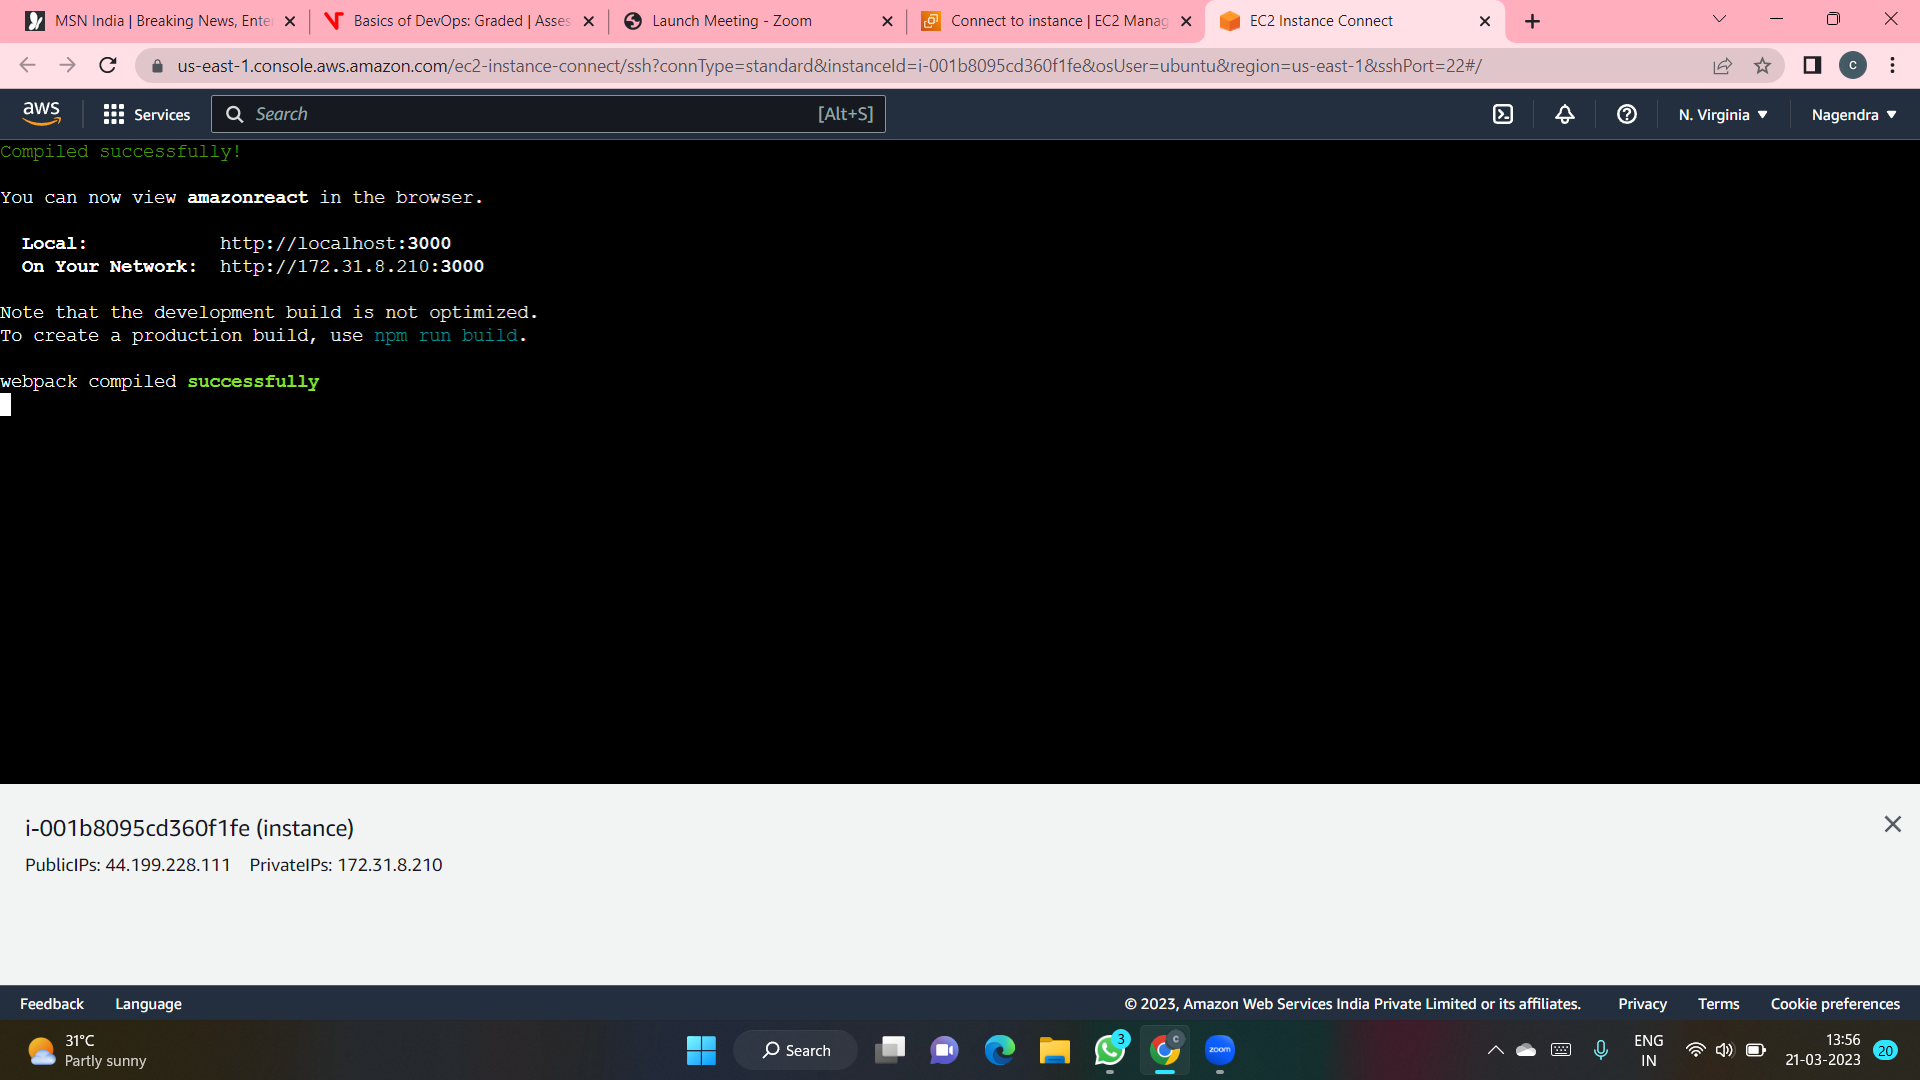 MSN India | Breaking News, Enter
Basics of DevOps: Graded | Asses
Launch Meeting - Zoom
Connect to instance | EC2 Manag
EC2 Instance Connect
us-east-1.console.aws.amazon.com/ec2-instance-connect/ssh?connType=standard&instanceId=i-001b8095cd360f1fe&osUser=ubuntu&region=us-east-1&sshPort=22#/
c
aws
Services
Search
[Alt+S]
N. Virginia
Nagendra
Compiled successfully!
You can now view amazonreact in the browser.
Local: http://localhost:3000
On Your Network: http://172.31.8.210:3000
Note that the development build is not optimized.
To create a production build, use npm run build.
webpack compiled successfully
i-001b8095cd360f1fe (instance)
PublicIPs: 44.199.228.111 PrivateIPs: 172.31.8.210
Feedback
Language
© 2023, Amazon Web Services India Private Limited or its affiliates.
Privacy
Terms
Cookie preferences
31°C
Partly sunny
Search
3
c
zoom
ENG
IN
13:56
21-03-2023
20